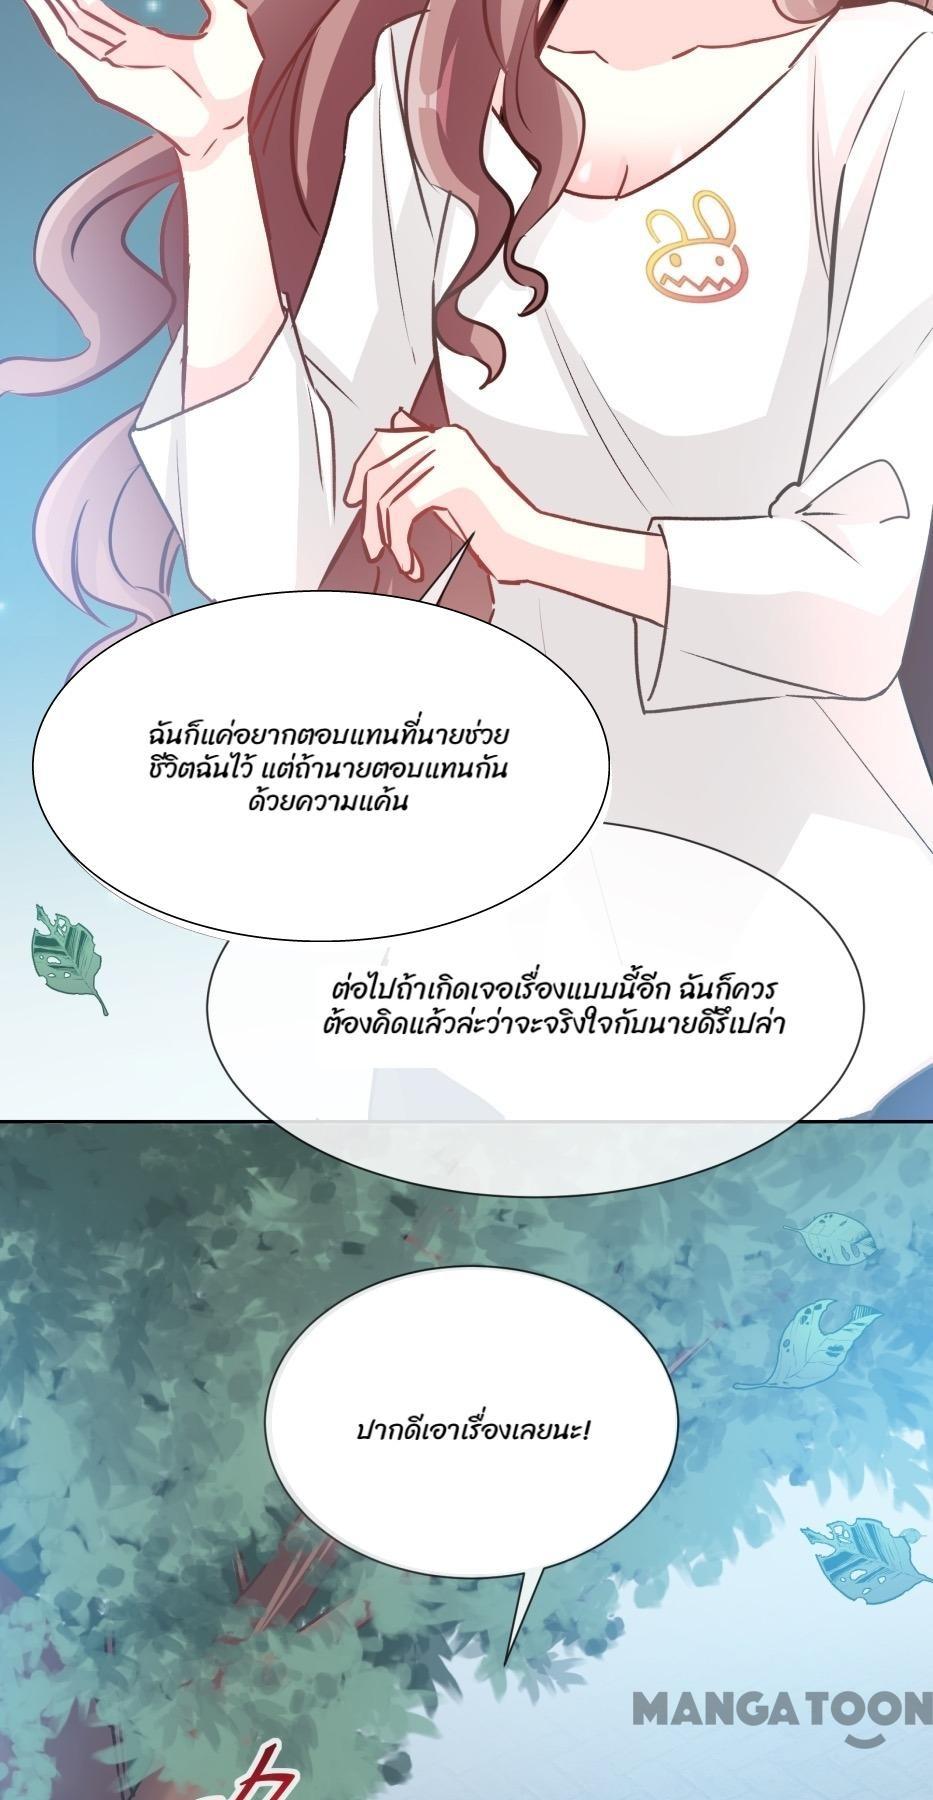 ฉันก็แค่อยากตอบแทนที่นายช่วย
ชีวิตฉันไว้ แต่ถ้านายตอบแทนกัน
ด้วยความแค้น
ต่อไปถ้าเกิดเจอเรื่องแบบนี้อีก ฉันก็ควร
ต้องคิดแล้วล่ะว่าจะจริงใจกับนายดีรึเปล่า
ปากดีเอาเรื่องเลยนะ!
MANGATOON